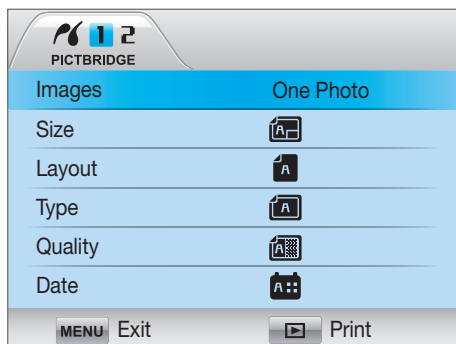 1 2
PICTBRIDGE
Images One Photo
Size A
Layout A
Type A
Quality A
Date A
MENU Exit Print